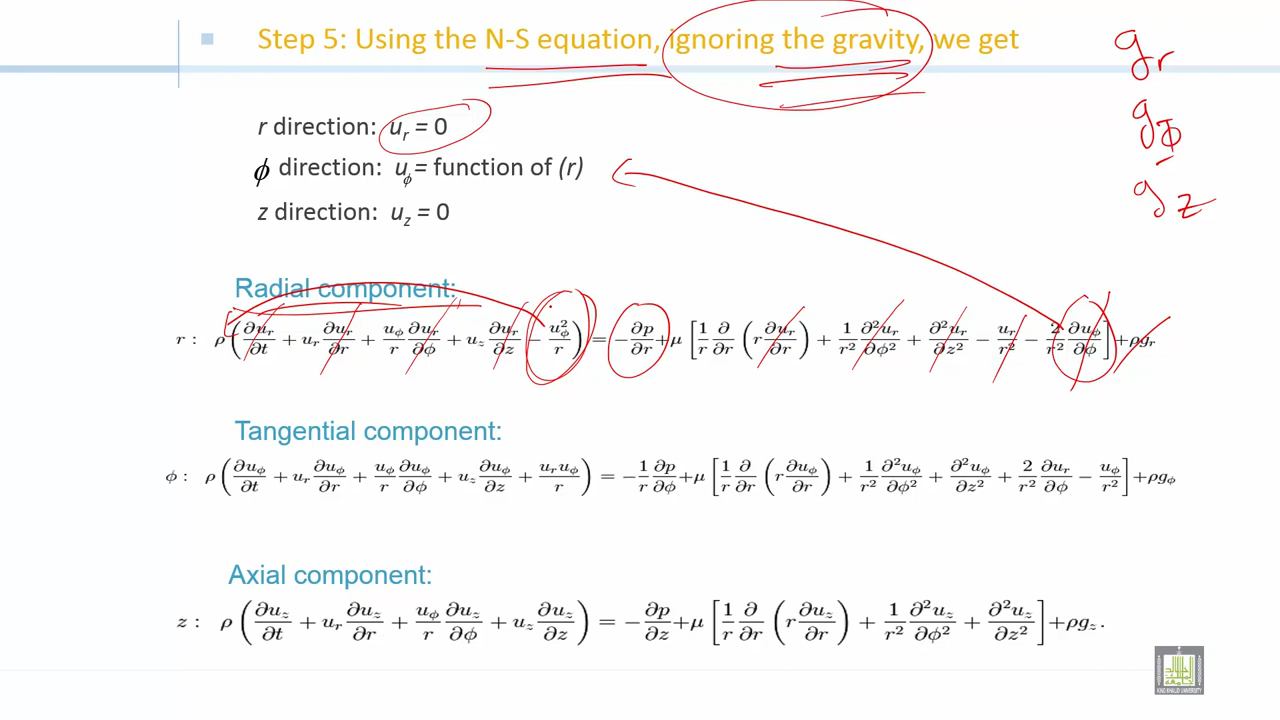 Step 5: Using the N-S equation, ignoring the gravity, we get
g_r
r direction: u_r = 0
g_Φ
ϕ direction: u_ϕ = function of (r)
z direction: u_z = 0
g_z
Radial component:
r : ρ(∂u_r/∂t + u_r ∂u_r/∂r + u_ϕ/r ∂u_r/∂ϕ + u_z ∂u_r/∂z − u_ϕ²/r) = −∂p/∂r + μ[1/r ∂/∂r (r ∂u_r/∂r) + 1/r² ∂²u_r/∂ϕ² + ∂²u_r/∂z² − u_r/r² − 2/r² ∂u_ϕ/∂ϕ] + ρg_r
Tangential component:
ϕ : ρ(∂u_ϕ/∂t + u_r ∂u_ϕ/∂r + u_ϕ/r ∂u_ϕ/∂ϕ + u_z ∂u_ϕ/∂z + u_r u_ϕ/r) = −1/r ∂p/∂ϕ + μ[1/r ∂/∂r (r ∂u_ϕ/∂r) + 1/r² ∂²u_ϕ/∂ϕ² + ∂²u_ϕ/∂z² + 2/r² ∂u_r/∂ϕ − u_ϕ/r²] + ρg_ϕ
Axial component:
z : ρ(∂u_z/∂t + u_r ∂u_z/∂r + u_ϕ/r ∂u_z/∂ϕ + u_z ∂u_z/∂z) = −∂p/∂z + μ[1/r ∂/∂r (r ∂u_z/∂r) + 1/r² ∂²u_z/∂ϕ² + ∂²u_z/∂z²] + ρg_z.
KING KHALID UNIVERSITY